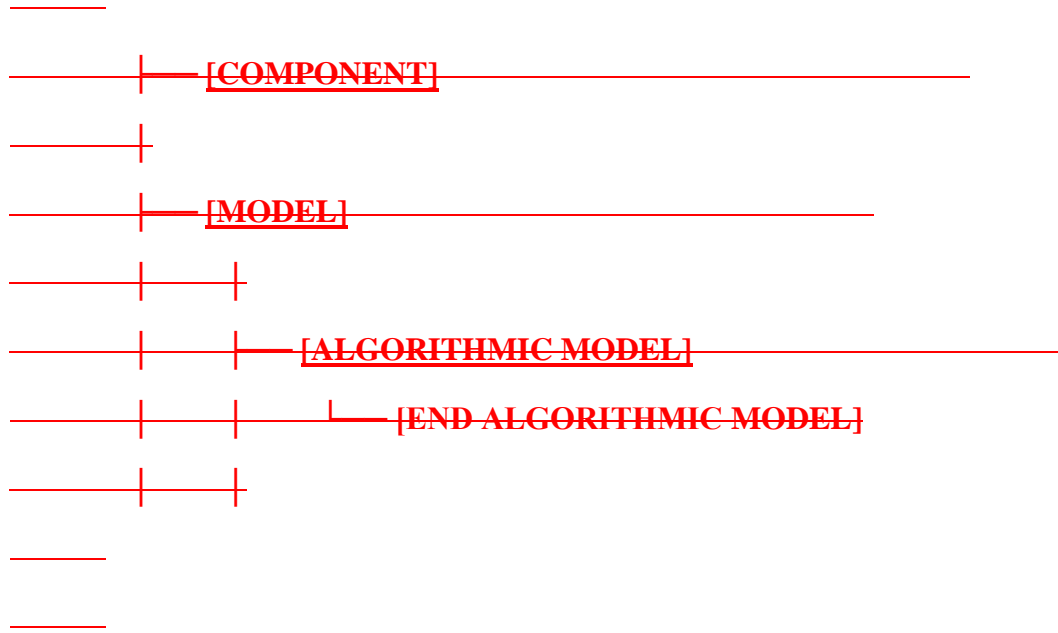 ├── [COMPONENT]
│
├── [MODEL]
│ │
│ ├── [ALGORITHMIC MODEL]
│ │ └── [END ALGORITHMIC MODEL]
│ │